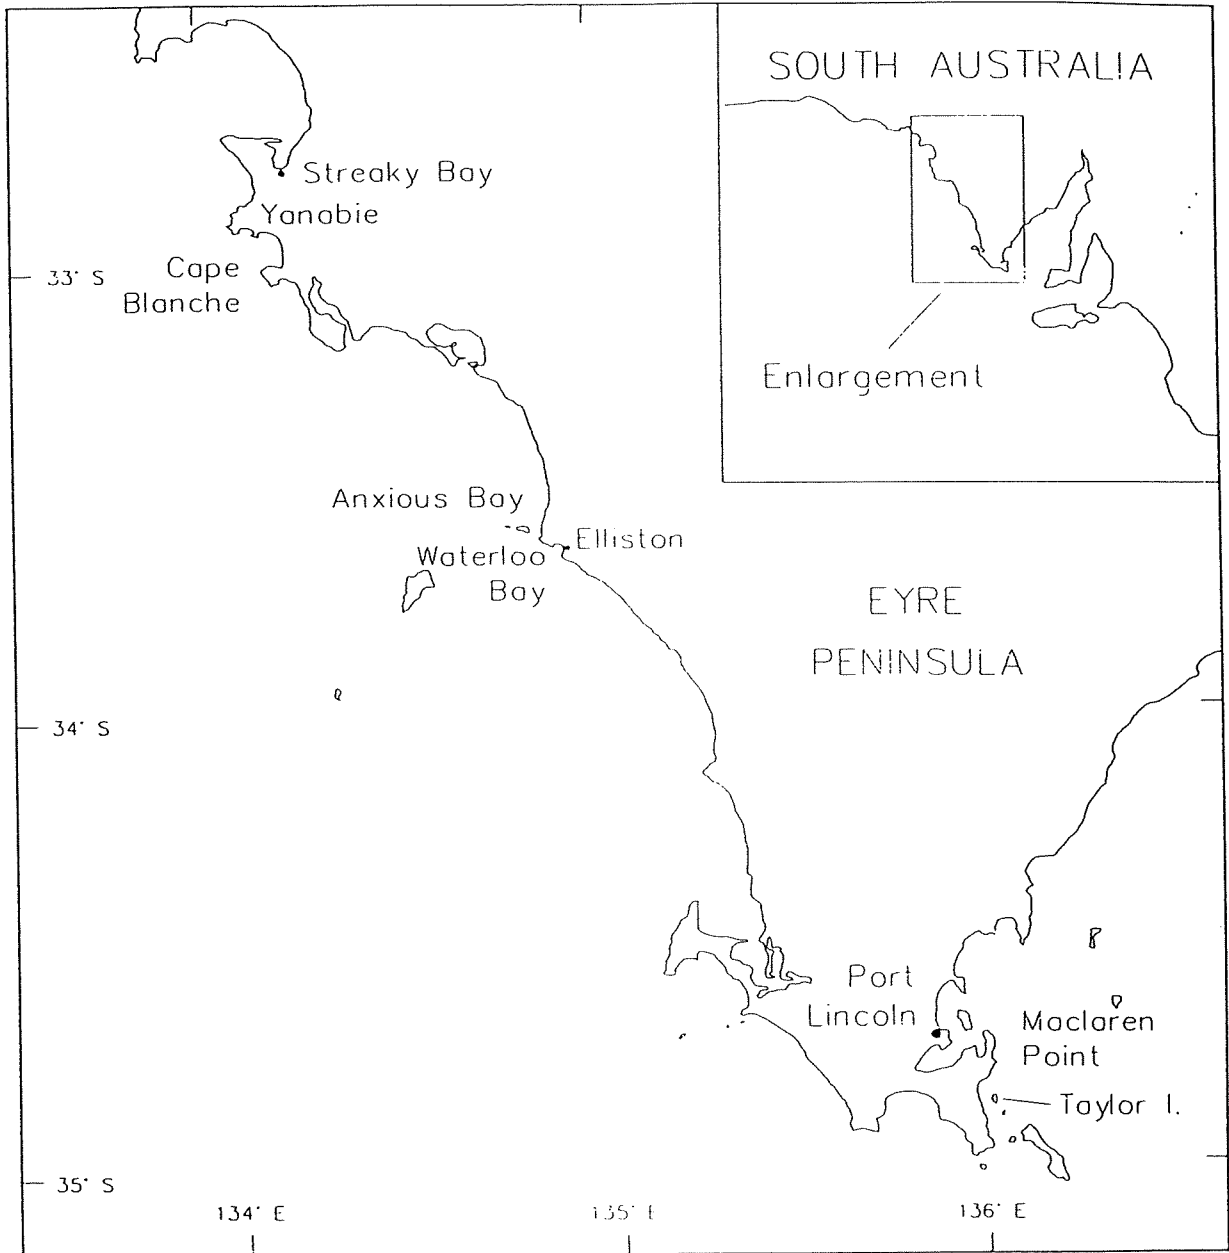 SOUTH AUSTRALIA
Enlargement
Streaky Bay
Yanabie
Cape
Blanche
33° S
Anxious Bay
Elliston
Waterloo
Bay
EYRE
PENINSULA
34° S
Port
Lincoln
Maclaren
Point
Taylor I.
35° S
134° E
135° E
136° E